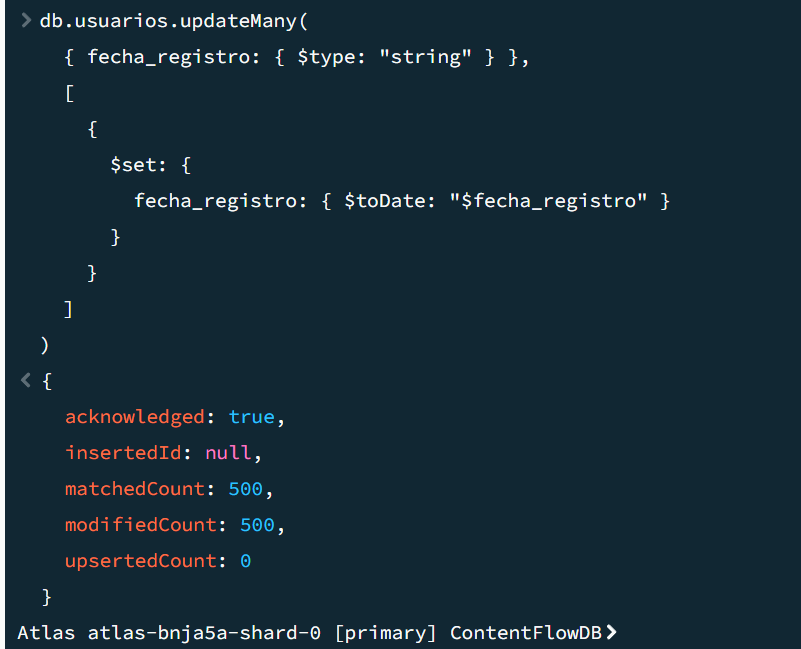 > db.usuarios.updateMany(
{ fecha_registro: { $type: "string" } },
[
{
$set: {
fecha_registro: { $toDate: "$fecha_registro" }
}
}
]
)
< {
acknowledged: true,
insertedId: null,
matchedCount: 500,
modifiedCount: 500,
upsertedCount: 0
}
Atlas atlas-bnja5a-shard-0 [primary] ContentFlowDB>